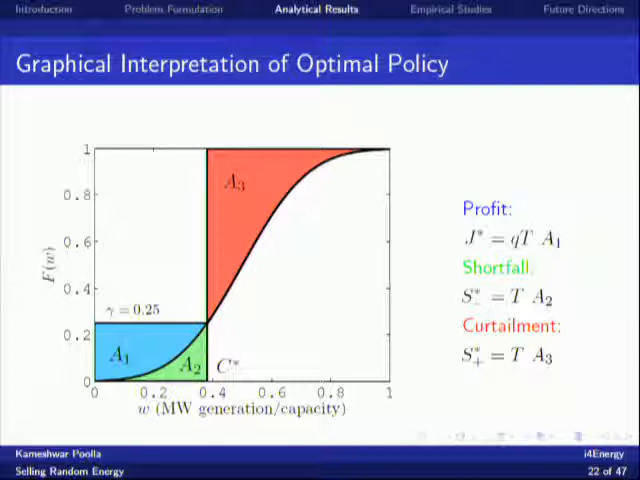 Introduction Problem Formulation Analytical Results Empirical Studies Future Directions
Graphical Interpretation of Optimal Policy
1
0.8
0.6
0.4
0.2
0
F(w)
γ = 0.25
A₁
A₂
A₃
C*
0 0.2 0.4 0.6 0.8 1
w (MW generation/capacity)
Profit:
J* = qT A₁
Shortfall:
S*₋ = T A₂
Curtailment:
S*₊ = T A₃
Kameshwar Poolla i4Energy
Selling Random Energy 22 of 47